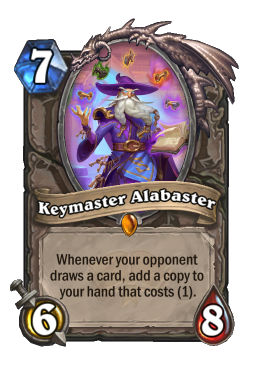 7
Keymaster Alabaster
Whenever your opponent
draws a card, add a copy to
your hand that costs (1).
6
8